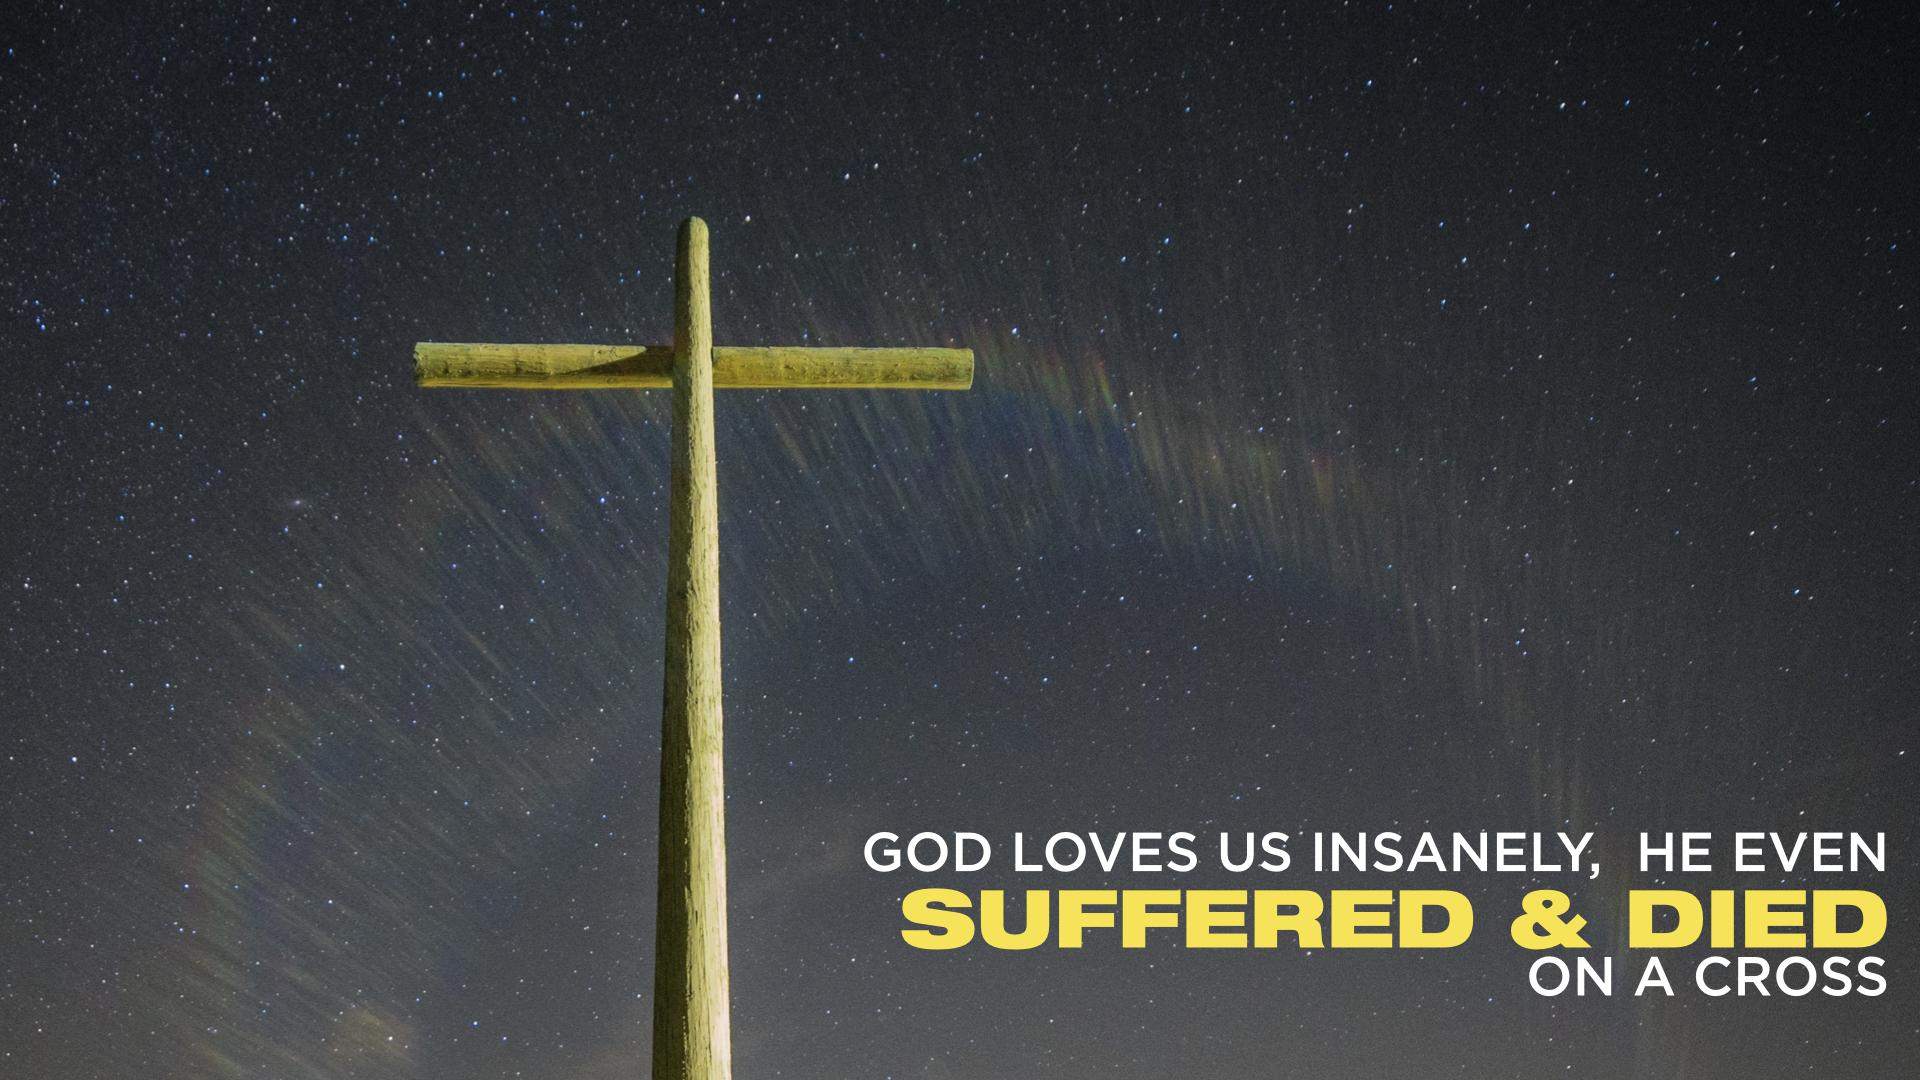 GOD LOVES US INSANELY, HE EVEN
SUFFERED & DIED
ON A CROSS